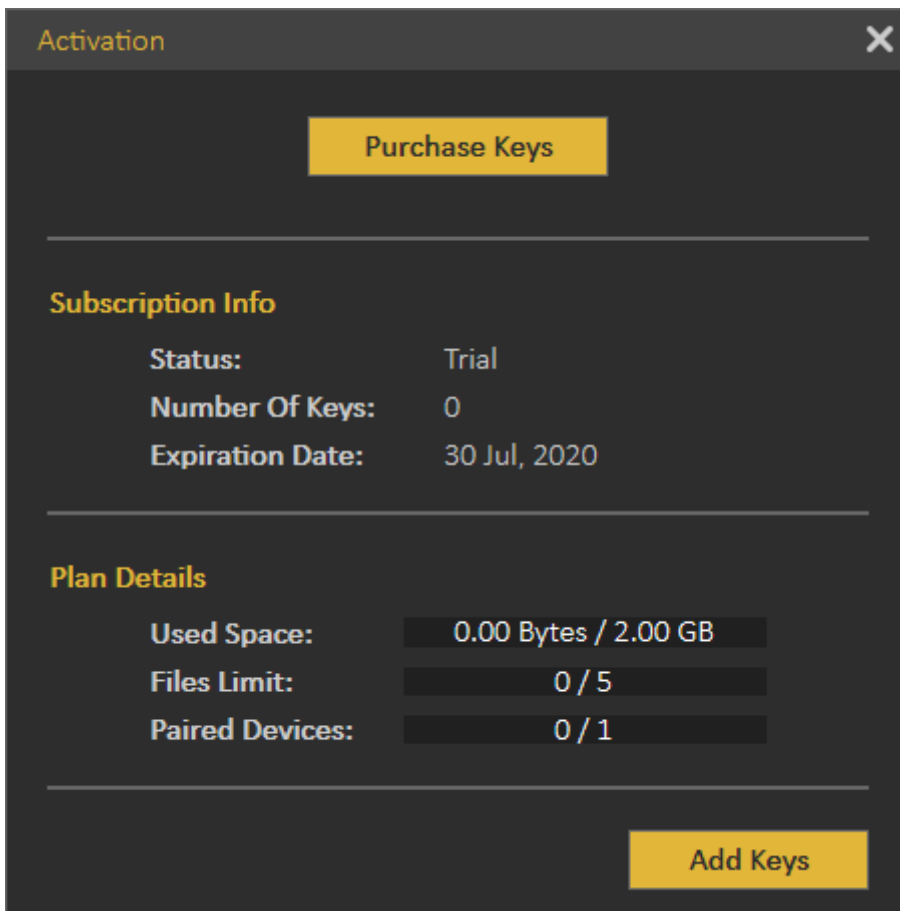 Activation
Purchase Keys
Subscription Info
Status: Trial
Number Of Keys: 0
Expiration Date: 30 Jul, 2020
Plan Details
Used Space: 0.00 Bytes / 2.00 GB
Files Limit: 0 / 5
Paired Devices: 0 / 1
Add Keys